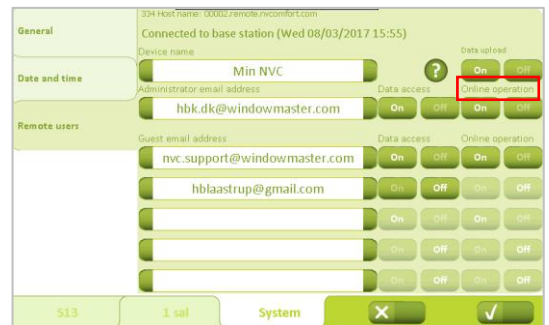 334 Host name: 00002.remote.nvcomfort.com
General
Connected to base station (Wed 08/03/2017 15:55)
Device name Data upload
Min NVC ? On Off
Date and time
Administrator email address Data access Online operation
hbk.dk@windowmaster.com On Off On Off
Remote users
Guest email address Data access Online operation
nvc.support@windowmaster.com On Off On Off
hblaastrup@gmail.com On Off On Off
On Off On Off
On Off On Off
On Off On Off
S13 1 sal System